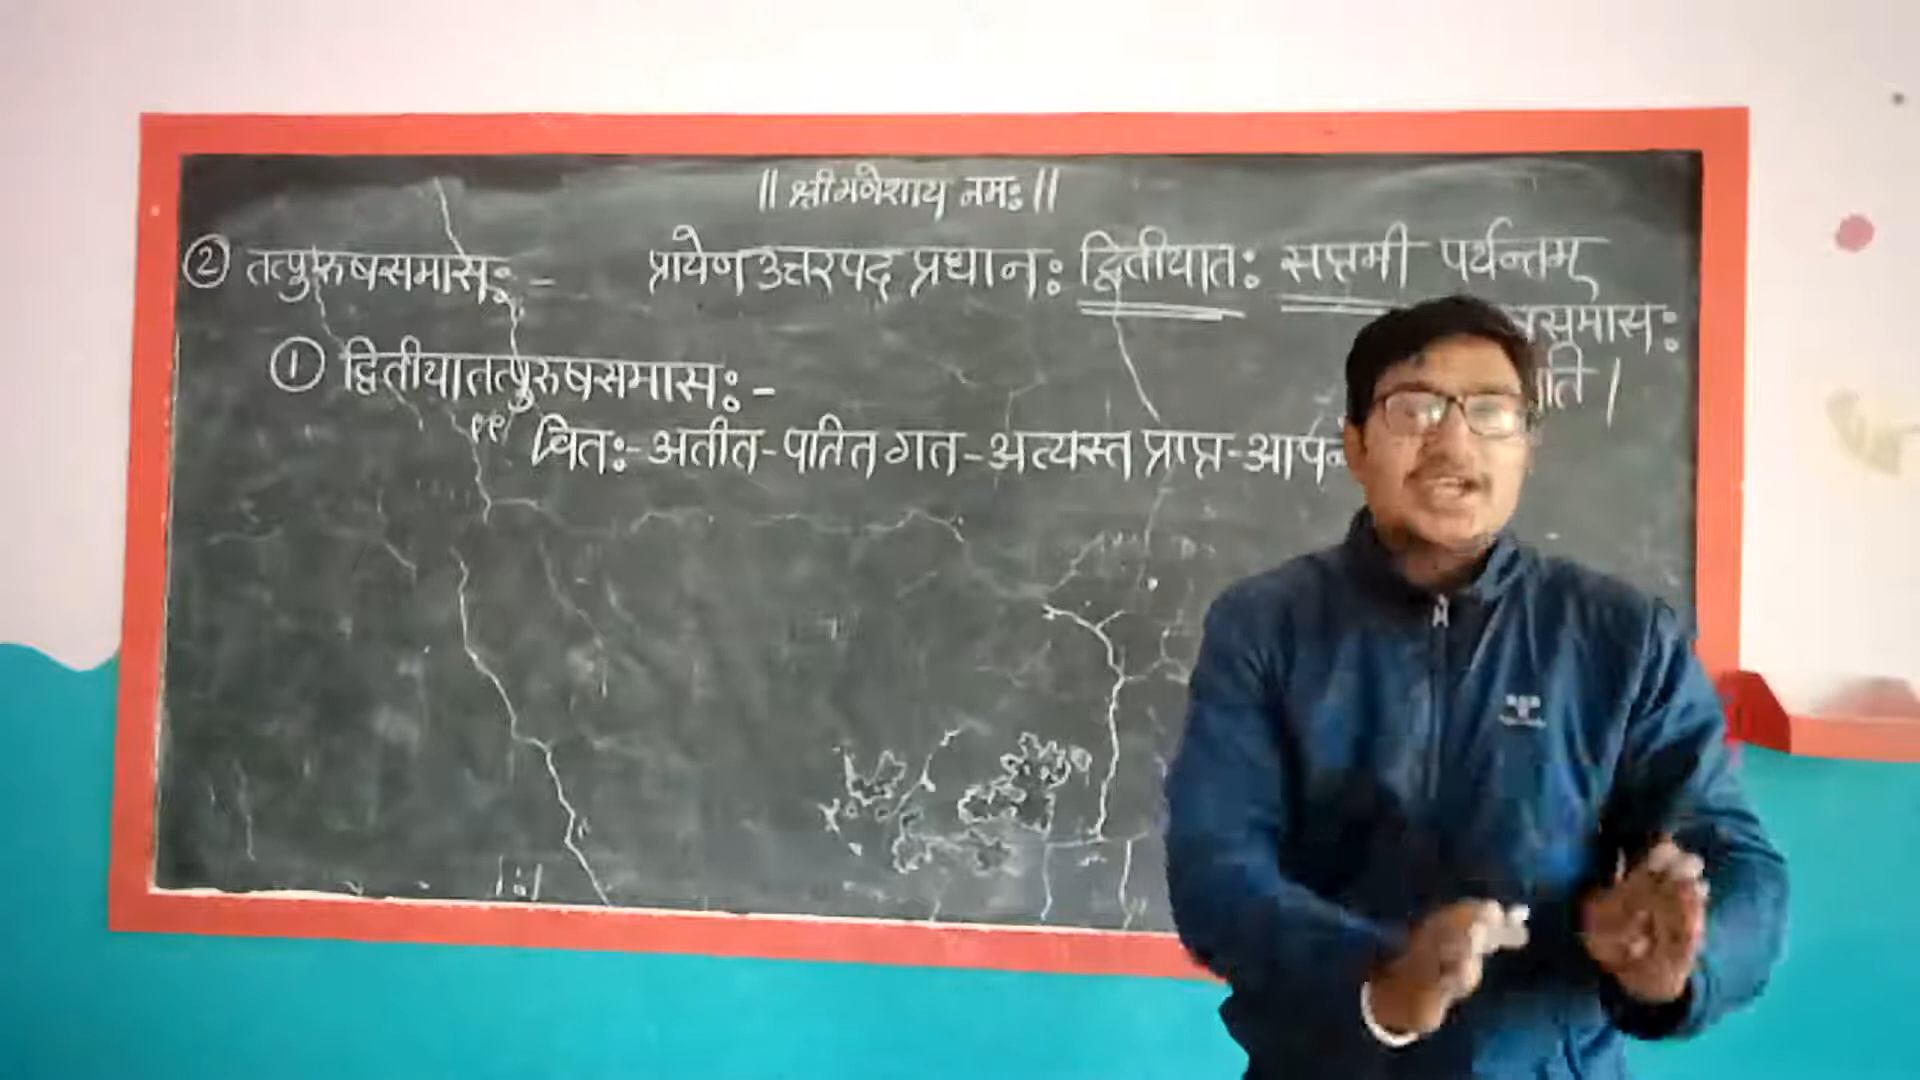 || श्रीगणेशाय नमः ||
② तत्पुरुषसमासः - प्रायेण उत्तरपद प्रधानः द्वितीयातः सप्तमी पर्यन्तम्
समासः
①  द्वितीयातत्पुरुषसमासः -
अतीत - पतित गत - अत्यस्त प्राप्त -